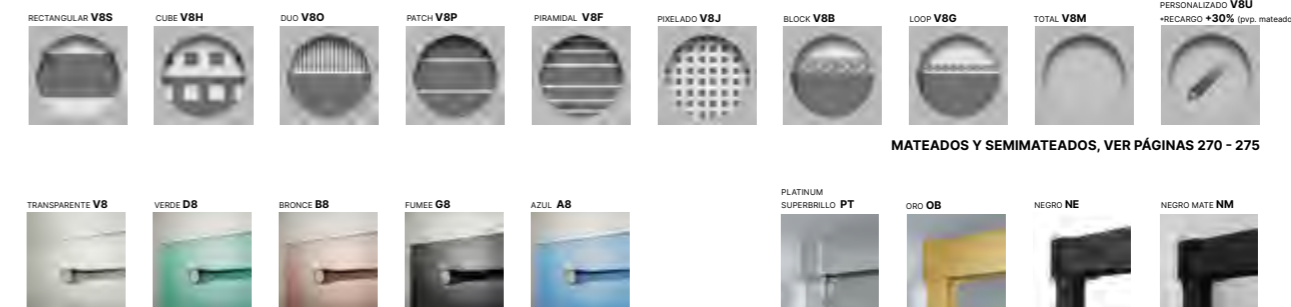 RECTANGULAR V8S
CUBE V8H
DUO V8O
PATCH V8P
PIRAMIDAL V8F
PIXELADO V8J
BLOCK V8B
LOOP V8G
TOTAL V8M
PERSONALIZADO V8U
*RECARGO +30% (pvp. mateado
MATEADOS Y SEMIMATEADOS, VER PÁGINAS 270 - 275
TRANSPARENTE V8
VERDE D8
BRONCE B8
FUMEE G8
AZUL A8
PLATINUM
SUPERBRILLO PT
ORO OB
NEGRO NE
NEGRO MATE NM